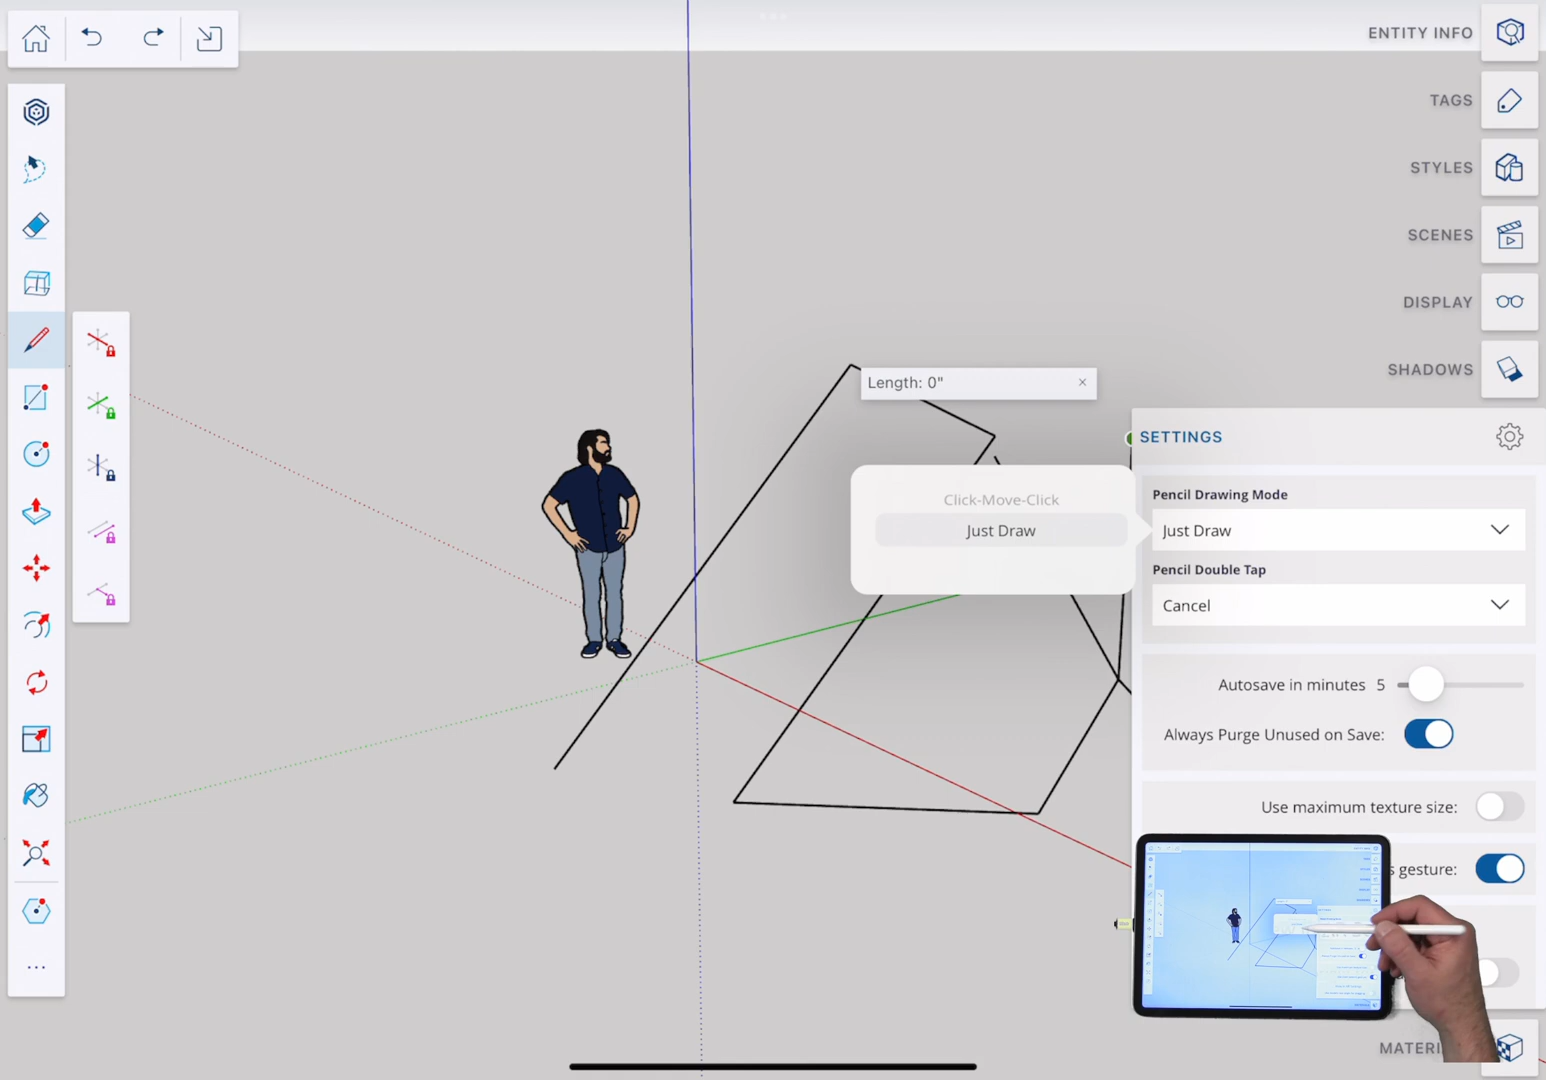 ENTITY INFO
TAGS
STYLES
SCENES
DISPLAY
SHADOWS
Length: 0"
SETTINGS
Pencil Drawing Mode
Click-Move-Click
Just Draw
Just Draw
Pencil Double Tap
Cancel
Autosave in minutes 5
Always Purge Unused on Save:
Use maximum texture size:
s gesture:
MATERI